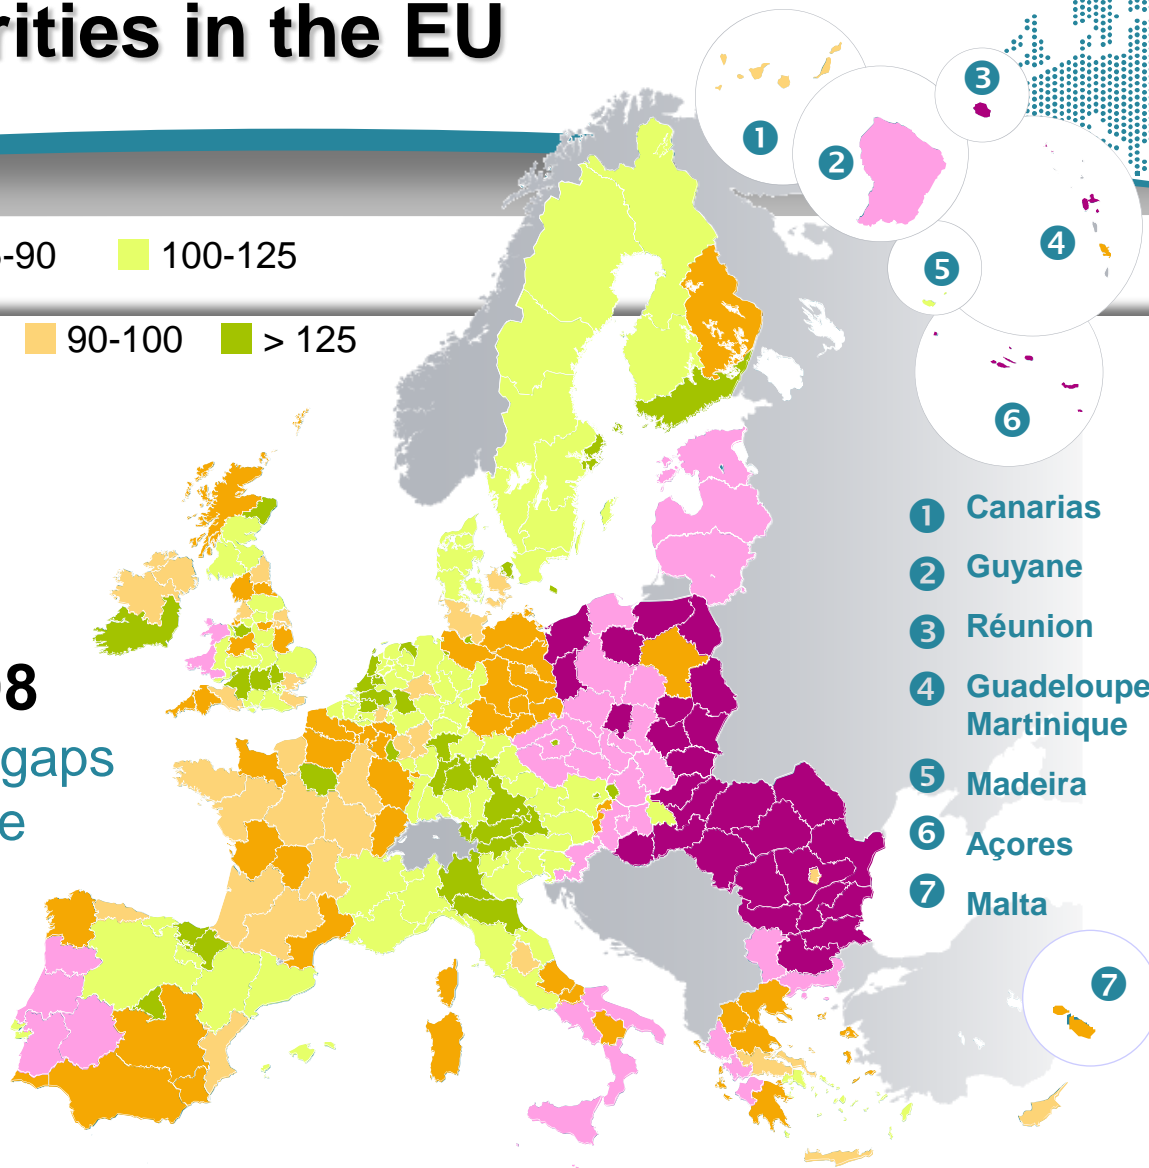 rities in the EU
-90
100-125
90-100
> 125
8
gaps
e
1
2
3
4
5
6
7
1 Canarias
2 Guyane
3 Réunion
4 Guadeloupe
Martinique
5 Madeira
6 Açores
7 Malta